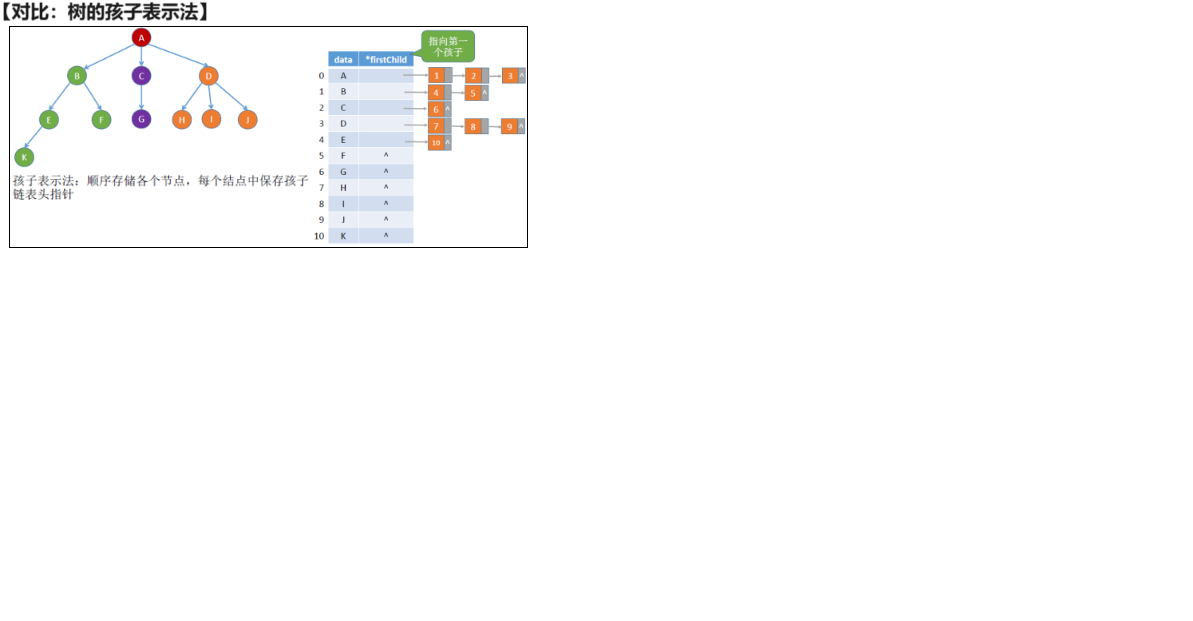 【对比：树的孩子表示法】
指向第一
个孩子
A
B C D
E F G H I J
K
data *firstChild
0 A 1 2 3 ^
1 B 4 5 ^
2 C 6 ^
3 D 7 8 9 ^
4 E 10 ^
5 F ^
6 G ^
7 H ^
8 I ^
9 J ^
10 K ^
孩子表示法：顺序存储各个节点，每个结点中保存孩子
链表头指针